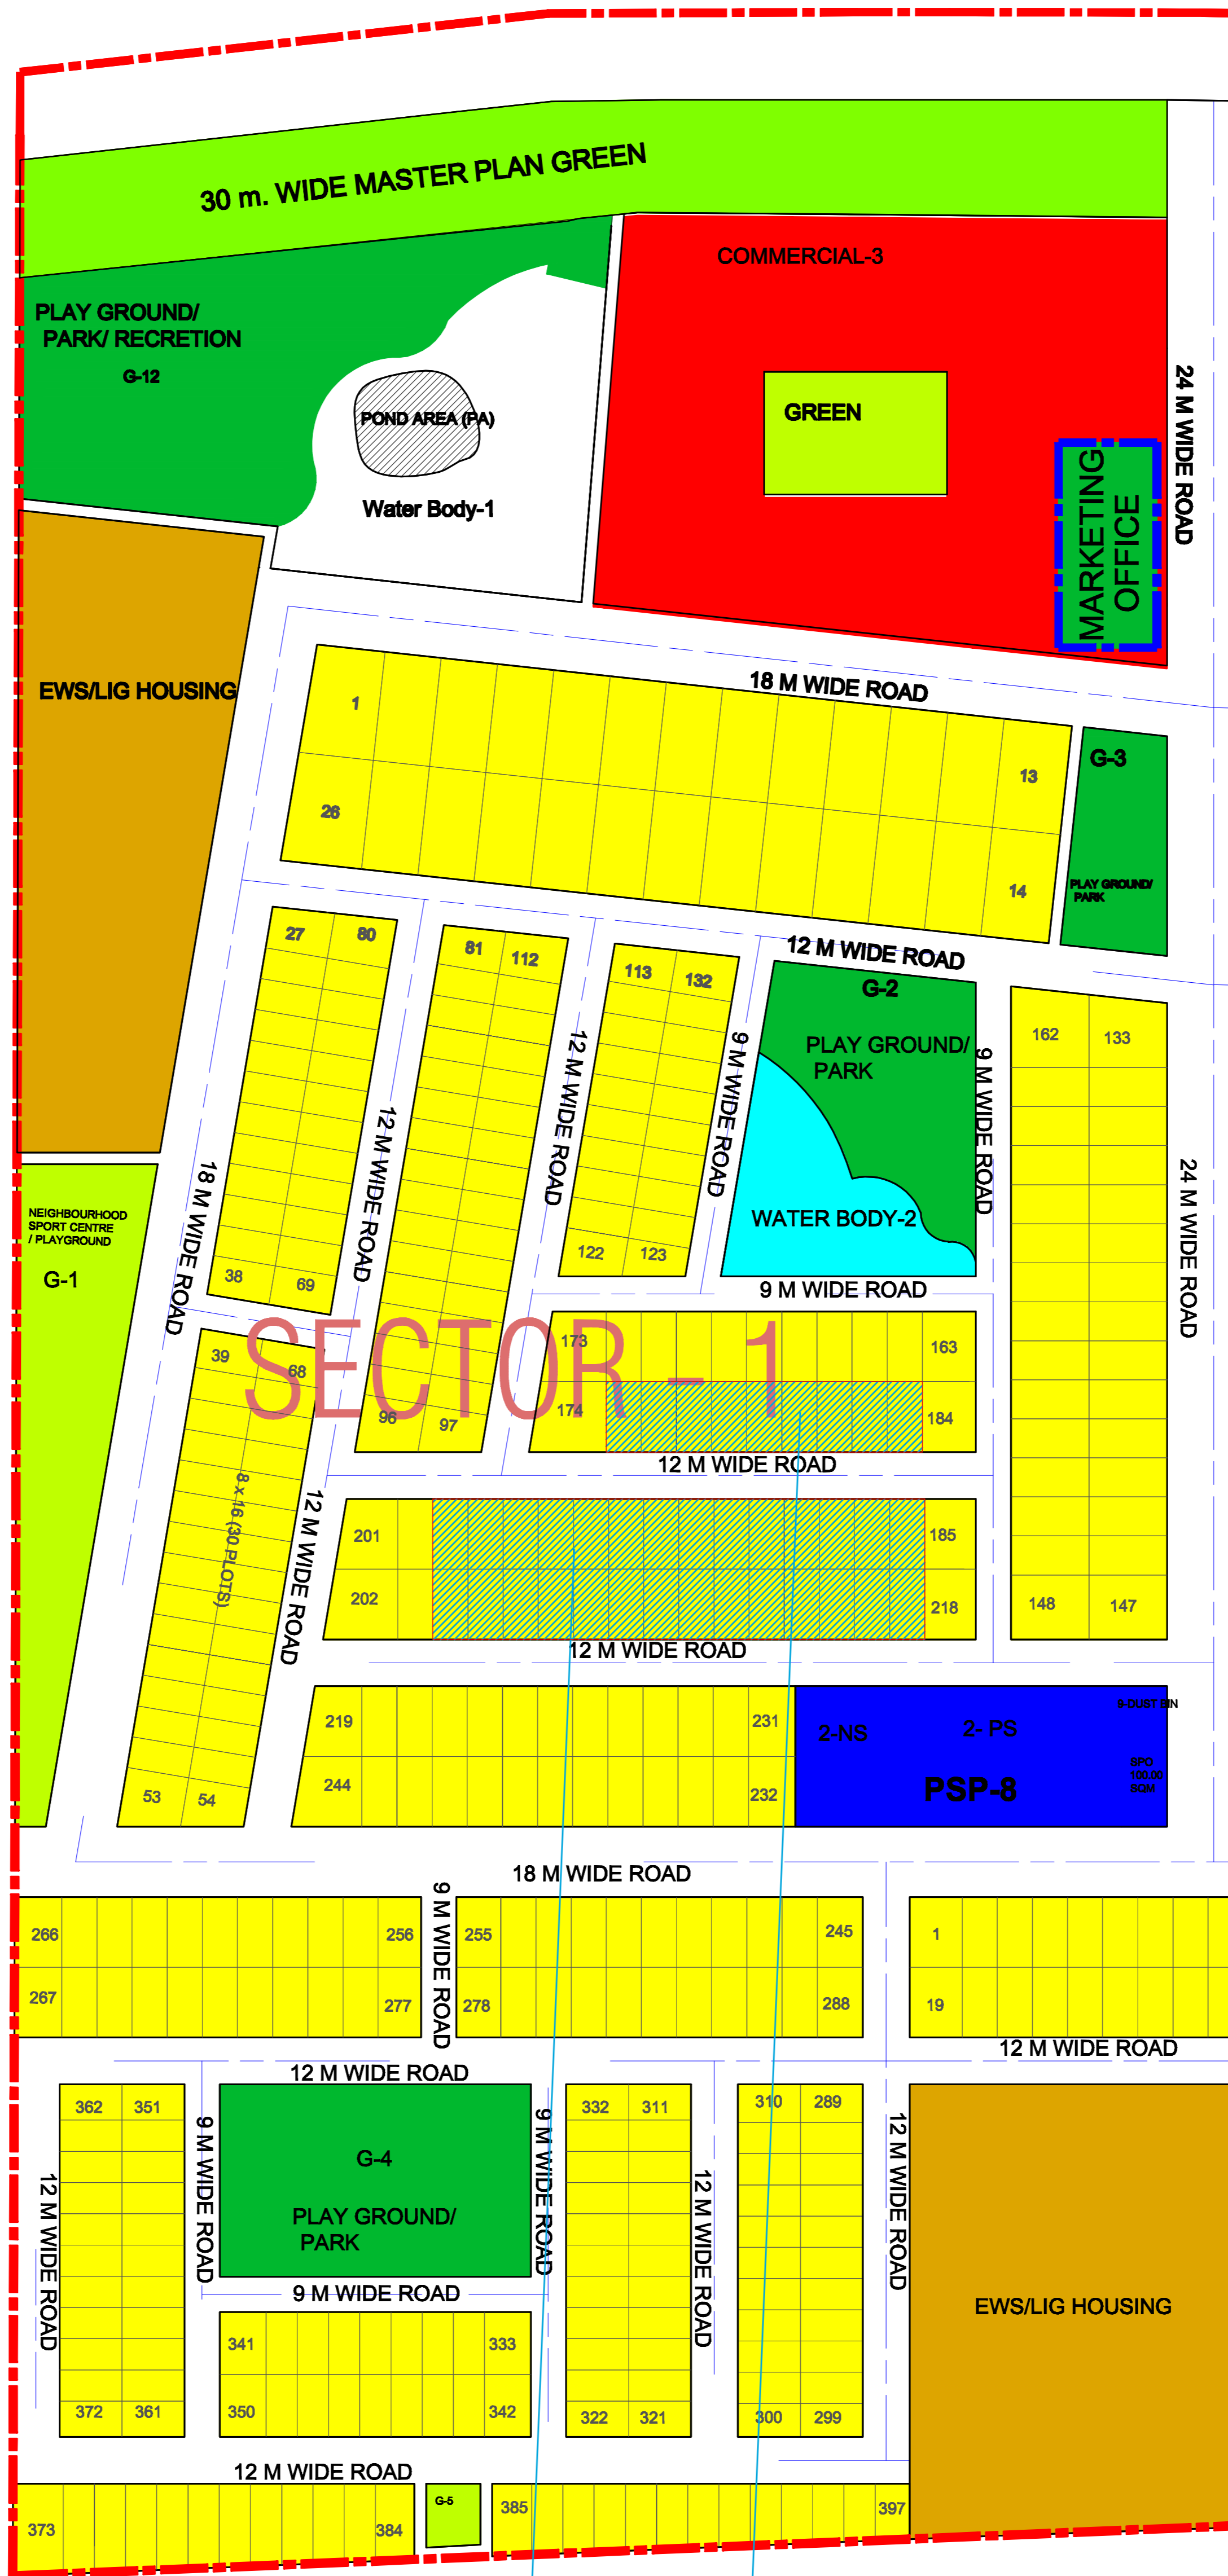 30 m. WIDE MASTER PLAN GREEN
COMMERCIAL-3
PLAY GROUND/
PARK/ RECRETION
G-12
POND AREA (PA)
Water Body-1
GREEN
24 M WIDE ROAD
MARKETING
OFFICE
EWS/LIG HOUSING
18 M WIDE ROAD
1
13
26
14
G-3
PLAY GROUND/
PARK
12 M WIDE ROAD
27
80
81
112
113
132
G-2
PLAY GROUND/
PARK
162
133
12 M WIDE ROAD
9 M WIDE ROAD
9 M WIDE ROAD
12 M WIDE ROAD
18 M WIDE ROAD
24 M WIDE ROAD
NEIGHBOURHOOD
SPORT CENTRE
/ PLAYGROUND
G-1
WATER BODY-2
122
123
38
69
9 M WIDE ROAD
SECTOR - 1
39
68
173
163
96
97
174
184
12 M WIDE ROAD
8 x 16 (30 PLOTS)
12 M WIDE ROAD
201
185
202
218
148
147
12 M WIDE ROAD
219
231
244
232
53
54
2-NS
2- PS
9-DUST BIN
SPO
100.00
SQM
PSP-8
18 M WIDE ROAD
266
256
9 M WIDE ROAD
255
245
1
267
277
278
288
19
12 M WIDE ROAD
12 M WIDE ROAD
362
351
332
311
310
289
9 M WIDE ROAD
G-4
PLAY GROUND/
PARK
9 M WIDE ROAD
12 M WIDE ROAD
12 M WIDE ROAD
12 M WIDE ROAD
9 M WIDE ROAD
EWS/LIG HOUSING
341
333
372
361
350
342
322
321
300
299
12 M WIDE ROAD
373
384
G-5
385
397